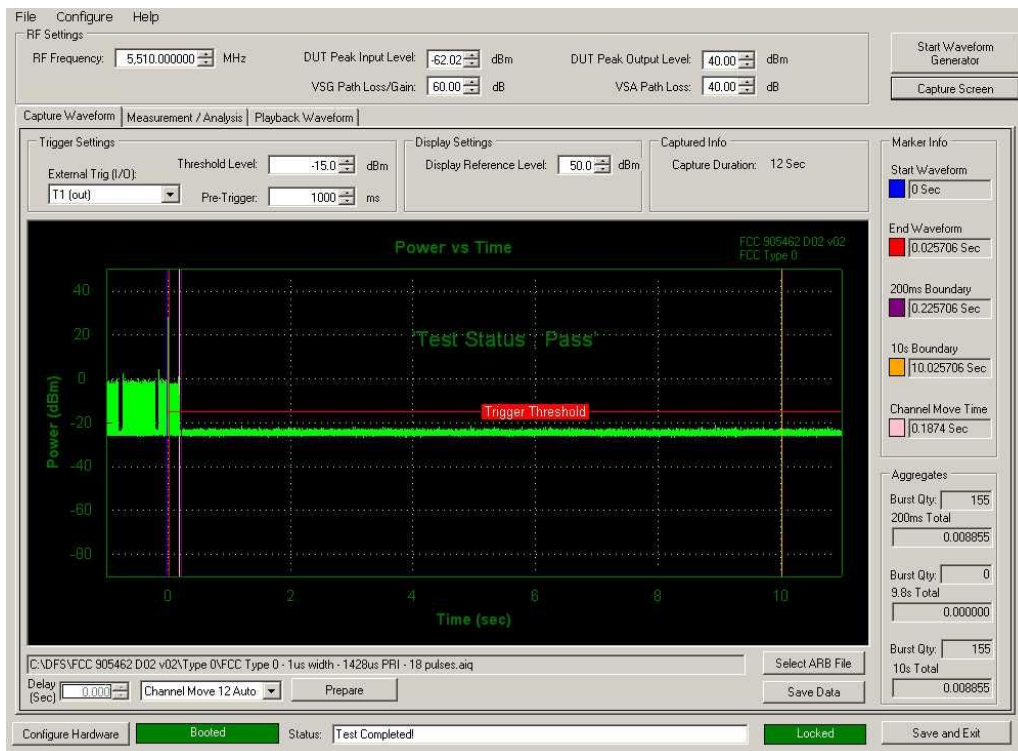 File Configure Help
RF Settings
RF Frequency: 5,510.000000 MHz
DUT Peak Input Level: -62.02 dBm
DUT Peak Output Level: 40.00 dBm
VSG Path Loss/Gain: 60.00 dB
VSA Path Loss: 40.00 dB
Start Waveform Generator
Capture Screen
Capture Waveform Measurement / Analysis Playback Waveform
Trigger Settings
External Trig (I/O):
T1 (out)
Threshold Level: -15.0 dBm
Pre-Trigger: 1000 ms
Display Settings
Display Reference Level: 50.0 dBm
Captured Info
Capture Duration: 12 Sec
Marker Info
Start Waveform
0 Sec
End Waveform
0.025706 Sec
200ms Boundary
0.225706 Sec
10s Boundary
10.025706 Sec
Channel Move Time
0.1874 Sec
Power vs Time
FCC 905462 D02 v02
FCC Type 0
'Test Status : Pass'
Trigger Threshold
Power (dBm)
40
20
0
-20
-40
-60
-80
0 2 4 6 8 10
Time (sec)
Aggregates
Burst Qty: 155
200ms Total
0.008855
Burst Qty: 0
9.8s Total
0.000000
Burst Qty: 155
10s Total
0.008855
C:\DFS\FCC 905462 D02 v02\Type 0\FCC Type 0 - 1us width - 1428us PRI - 18 pulses.aiq
Select ARB File
Delay (Sec) 0.000
Channel Move 12 Auto
Prepare
Save Data
Configure Hardware
Booted
Status: Test Completed!
Locked
Save and Exit